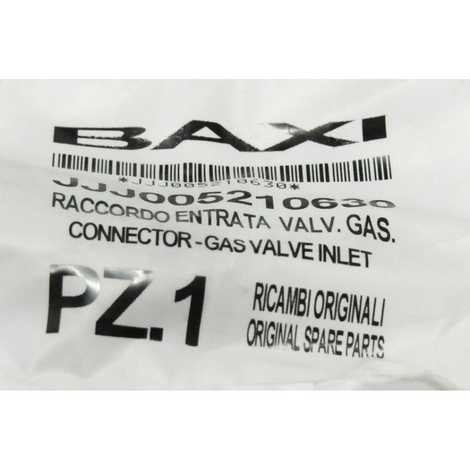 BAXI
*JJJ005210630*
JJJ005210630
RACCORDO ENTRATA VALV. GAS.
CONNECTOR - GAS VALVE INLET
PZ.1
RICAMBI ORIGINALI
ORIGINAL SPARE PARTS